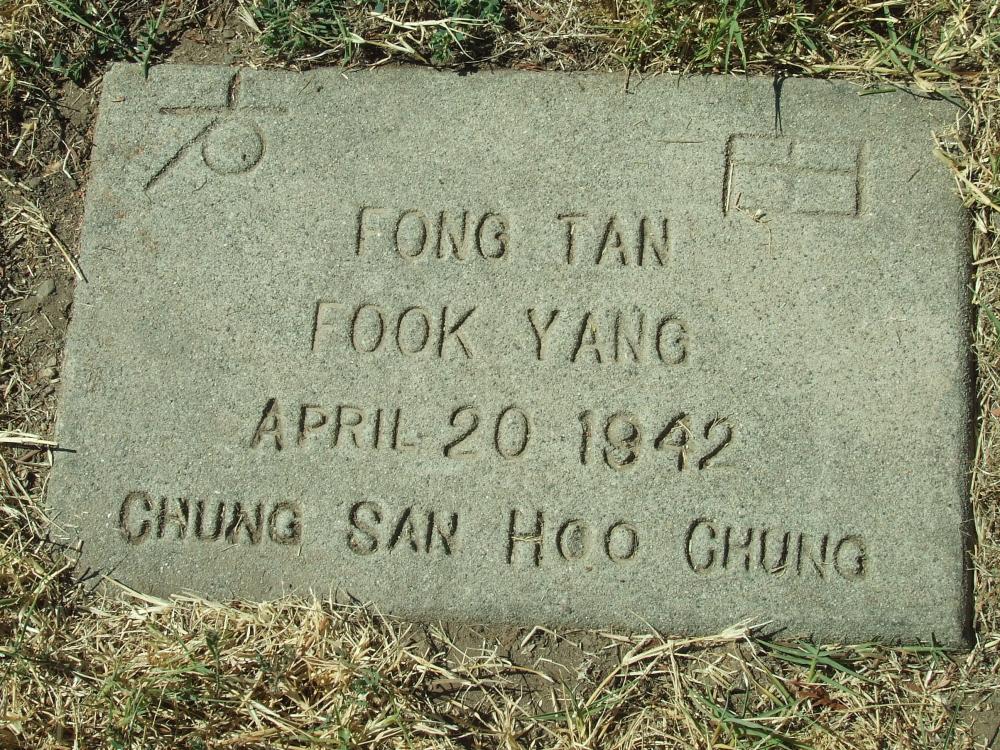 FONG TAN
FOOK YANG
APRIL 20 1942
CHUNG SAN HOO CHUNG